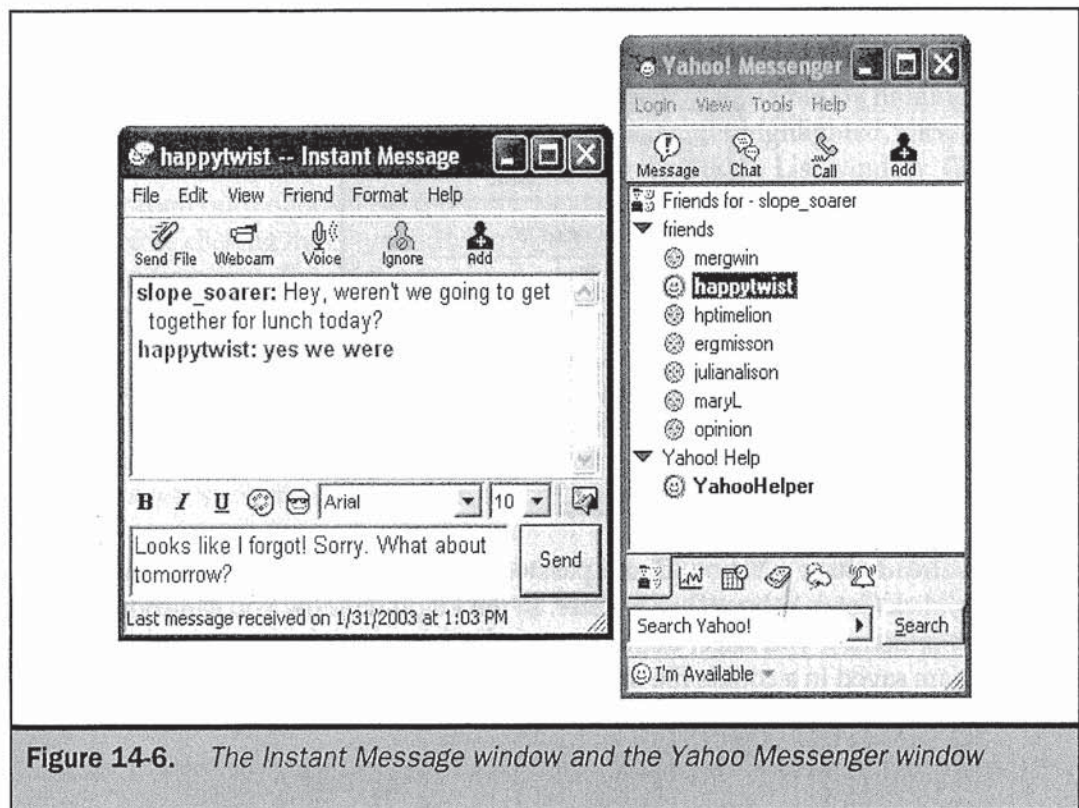 happytwist -- Instant Message
File Edit View Friend Format Help
Send File Webcam Voice Ignore Add
slope_soarer: Hey, weren't we going to get
together for lunch today?
happytwist: yes we were
B I U Arial 10
Looks like I forgot! Sorry. What about
tomorrow?
Send
Last message received on 1/31/2003 at 1:03 PM
Yahoo! Messenger
Login View Tools Help
Message Chat Call Add
Friends for - slope_soarer
friends
mergwin
happytwist
hptimelion
ergmisson
julianalison
maryL
opinion
Yahoo! Help
YahooHelper
Search Yahoo! Search
I'm Available
Figure 14-6. The Instant Message window and the Yahoo Messenger window